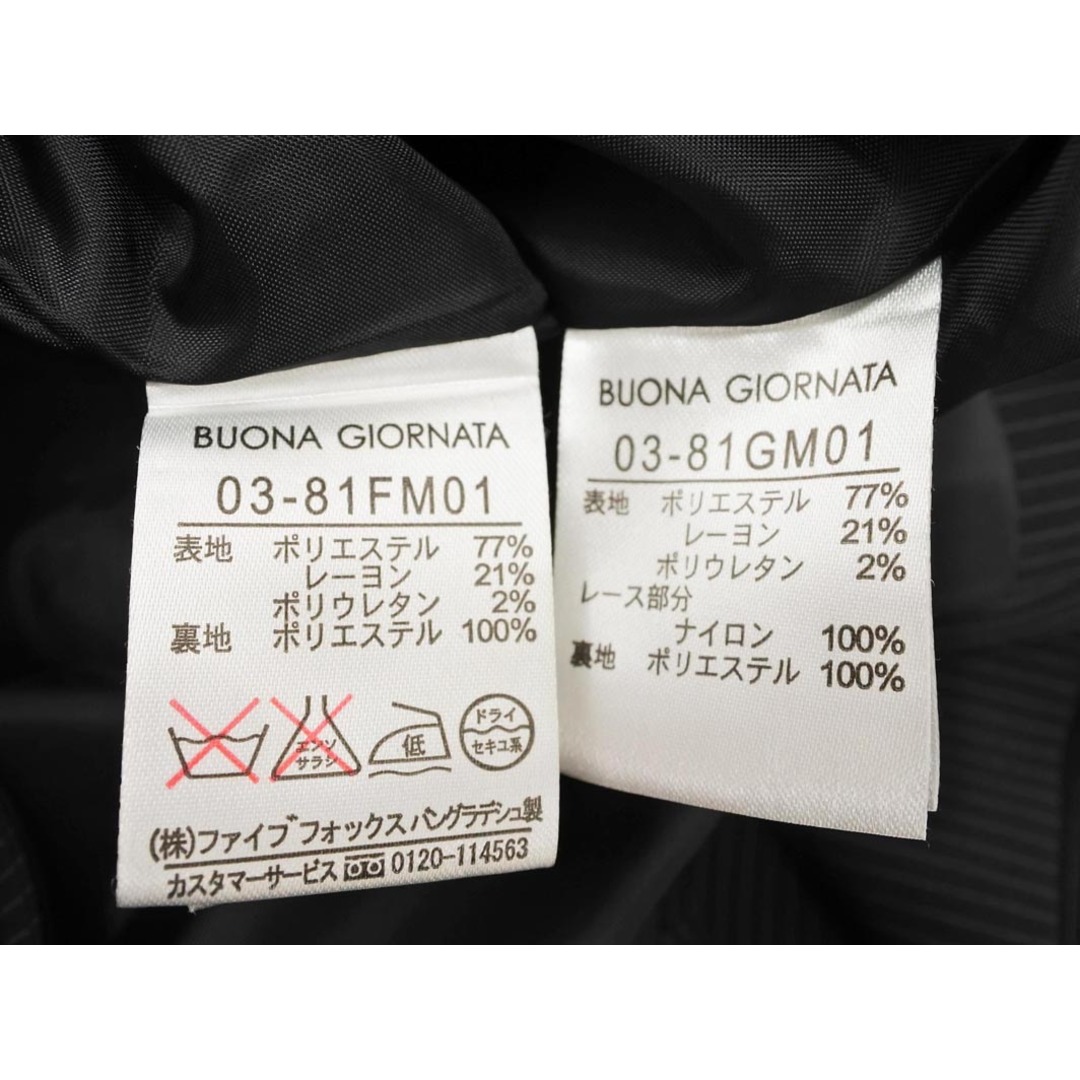 BUONA GIORNATA
03-81FM01
表地 ポリエステル 77%
レーヨン 21%
ポリウレタン 2%
裏地 ポリエステル 100%
エンソ
サラシ
低
ドライ
セキユ系
(株)ファイブフォックス バングラデシュ製
カスタマーサービス 0120-114563
BUONA GIORNATA
03-81GM01
表地 ポリエステル 77%
レーヨン 21%
ポリウレタン 2%
レース部分
ナイロン 100%
裏地 ポリエステル 100%